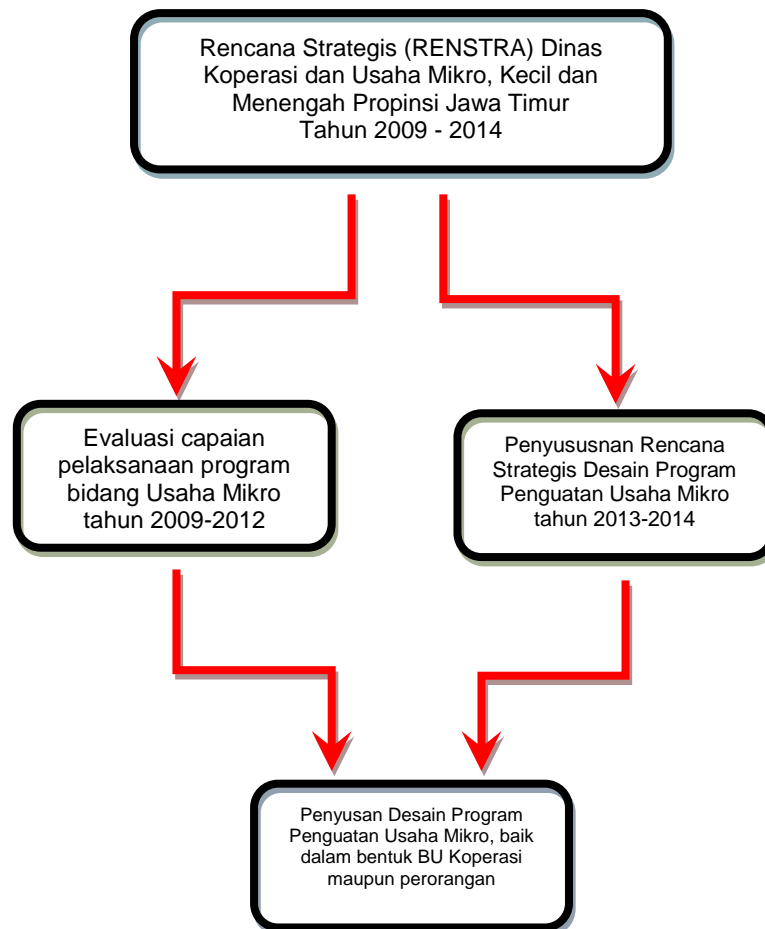 Rencana Strategis (RENSTRA) Dinas
Koperasi dan Usaha Mikro, Kecil dan
Menengah Propinsi Jawa Timur
Tahun 2009 - 2014
Evaluasi capaian
pelaksanaan program
bidang Usaha Mikro
tahun 2009-2012
Penyususnan Rencana
Strategis Desain Program
Penguatan Usaha Mikro
tahun 2013-2014
Penyusan Desain Program
Penguatan Usaha Mikro, baik
dalam bentuk BU Koperasi
maupun perorangan